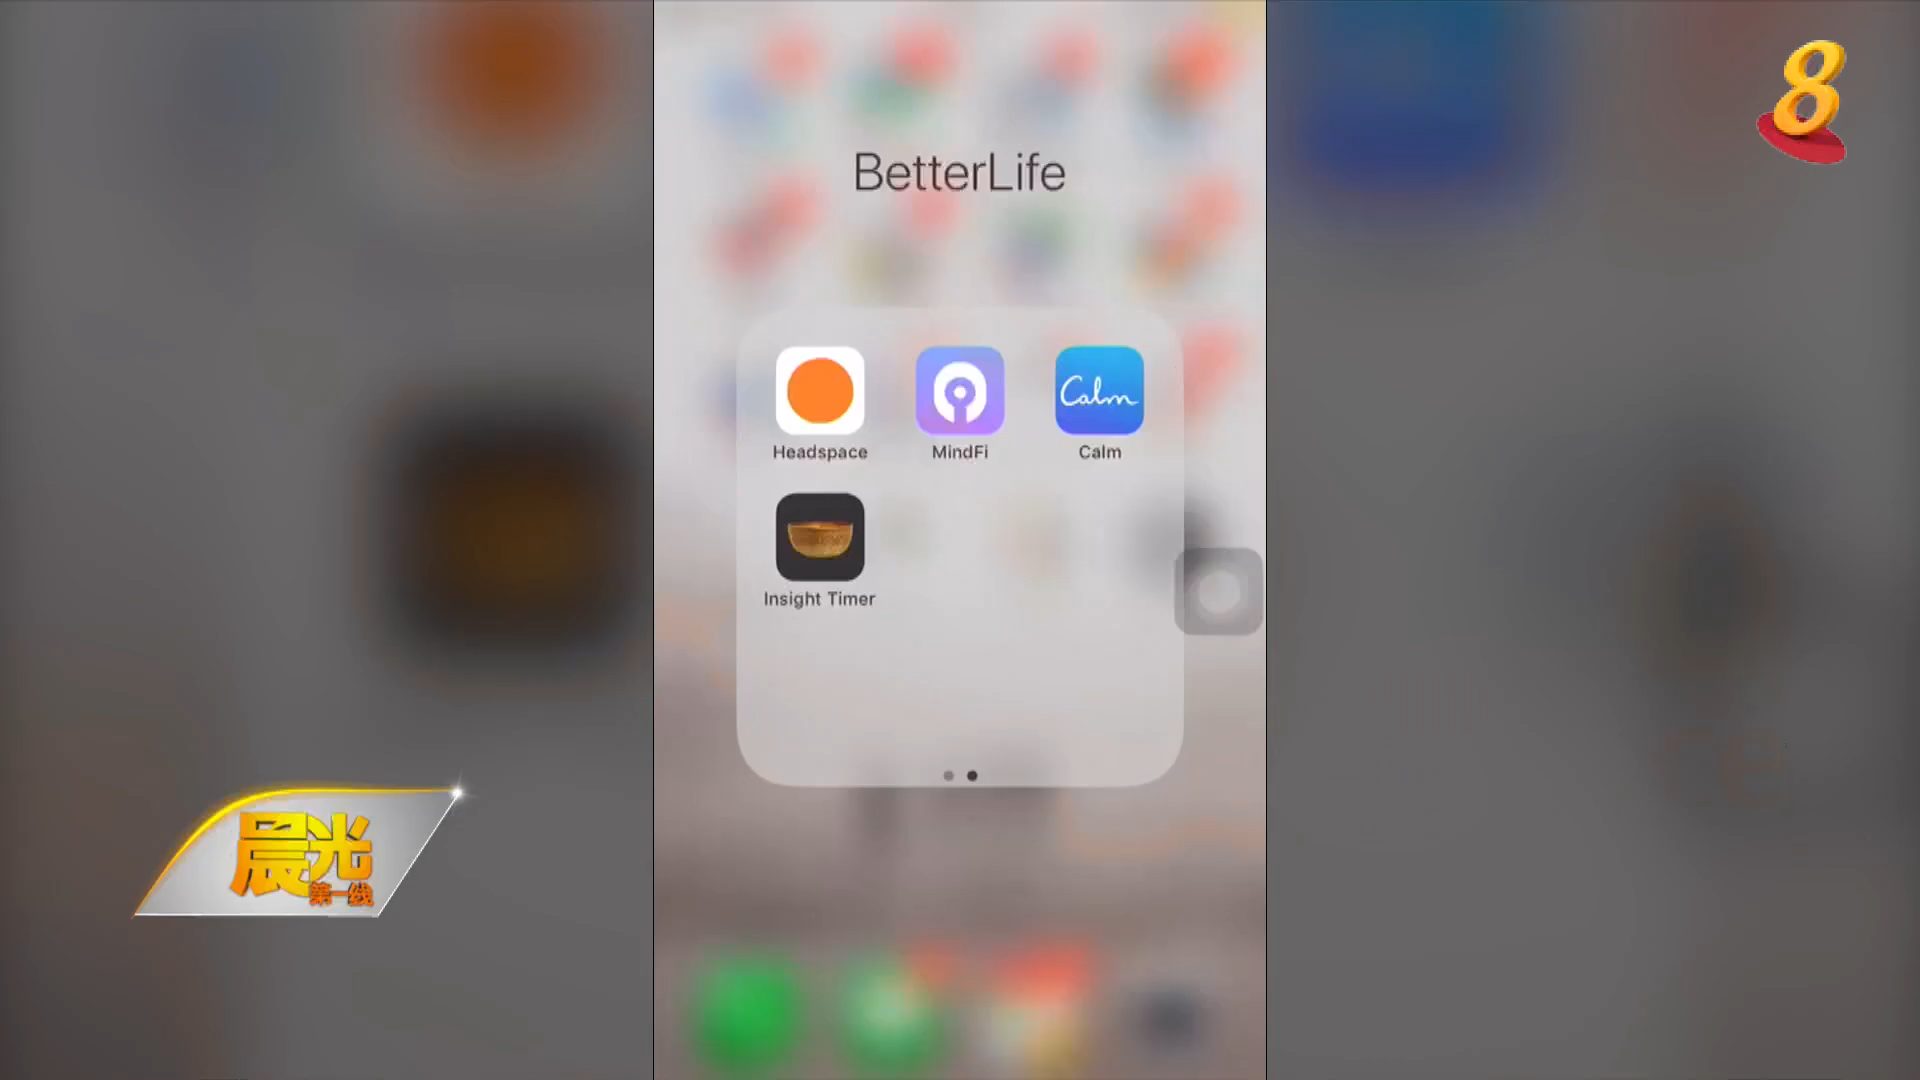 8
BetterLife
Headspace
MindFi
Calm
Calm
Insight Timer
晨光
第一线